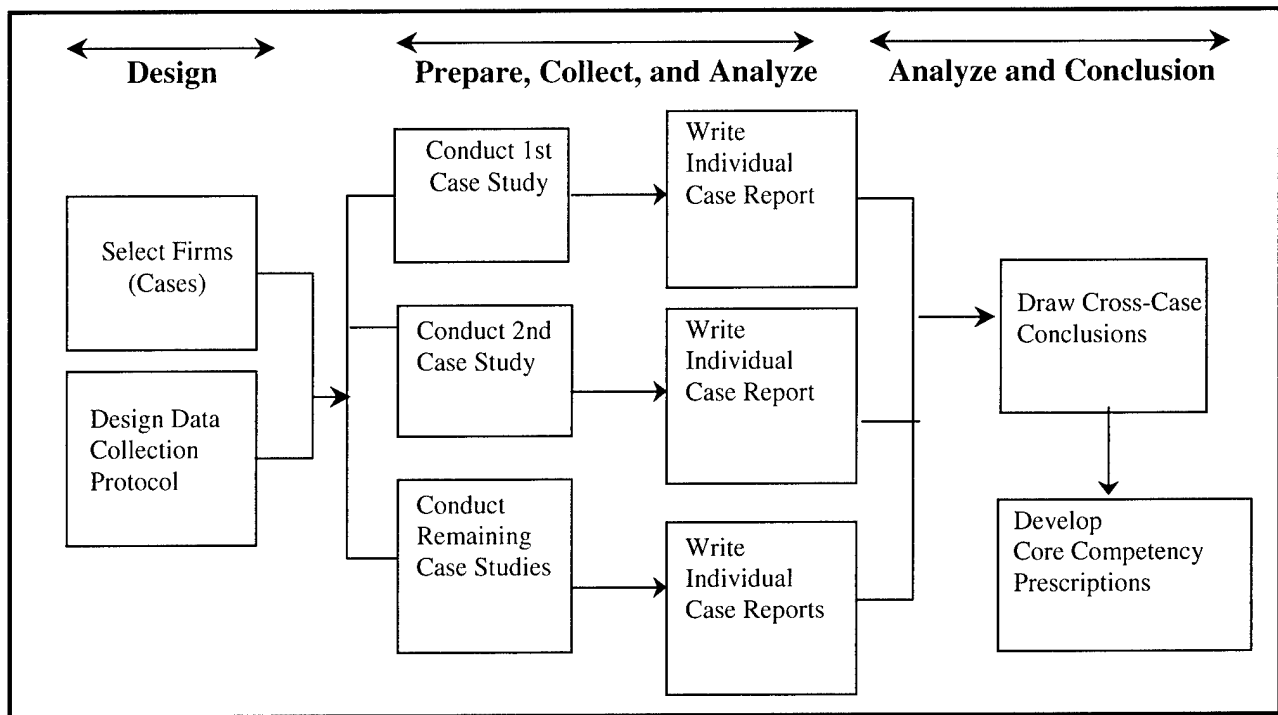 Design
Prepare, Collect, and Analyze
Analyze and Conclusion
Select Firms
(Cases)
Design Data
Collection
Protocol
Conduct 1st
Case Study
Write
Individual
Case Report
Conduct 2nd
Case Study
Write
Individual
Case Report
Conduct
Remaining
Case Studies
Write
Individual
Case Reports
Draw Cross-Case
Conclusions
Develop
Core Competency
Prescriptions